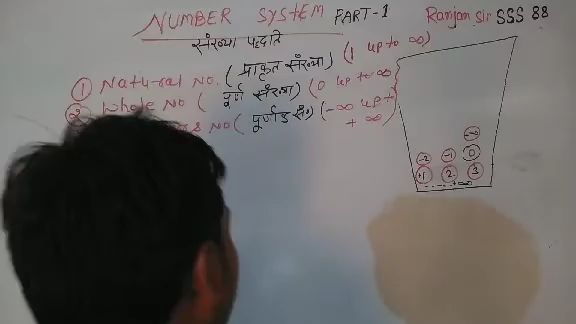 NUMBER SYSTEM PART-1
Ranjan Sir SSS 88
संख्या पद्धति
① Natural No. (प्राकृत संख्या) (1 up to ∞)
② Whole No (पूर्ण संख्या) (0 up to ∞
No (पूर्णांक सं०) (-∞ up to
+ ∞)
-∞
-2 -1 0
+1 2 3
+∞